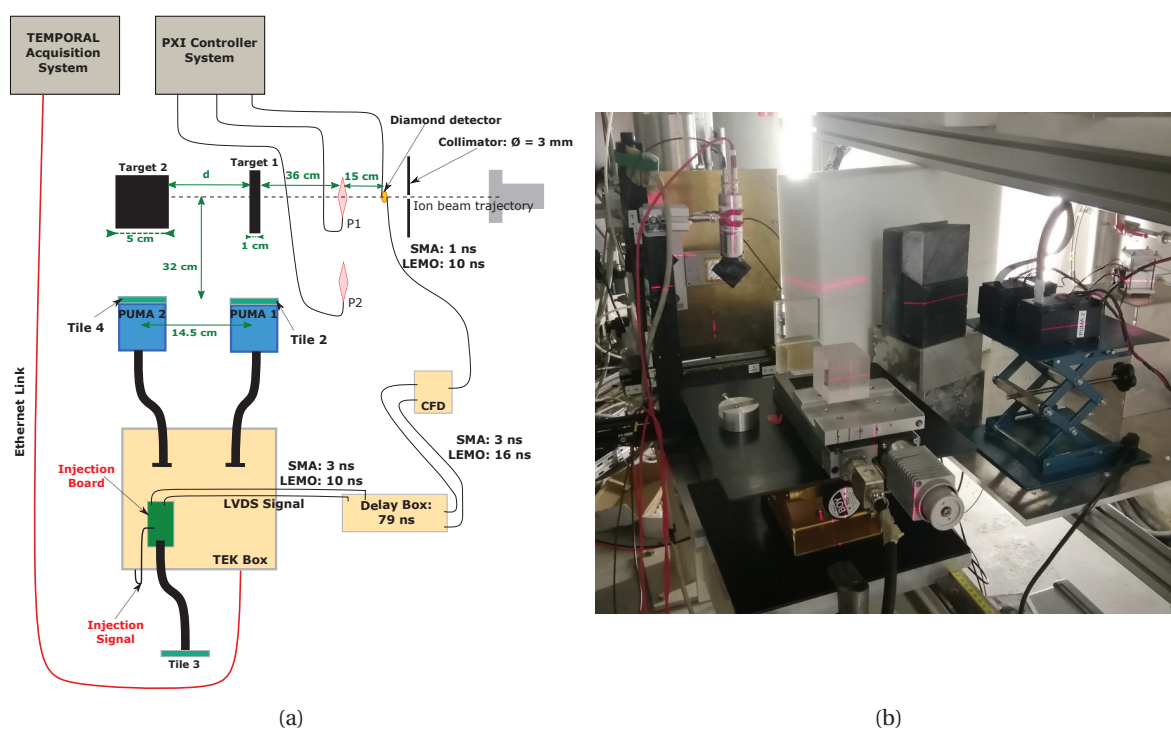 TEMPORAL
Acquisition
System
PXI Controller
System
Diamond detector
Collimator: Ø = 3 mm
Target 2
d
Target 1
36 cm
15 cm
Ion beam trajectory
P1
5 cm
1 cm
SMA: 1 ns
LEMO: 10 ns
32 cm
P2
PUMA 2
PUMA 1
Tile 4
14.5 cm
Tile 2
Ethernet Link
CFD
SMA: 3 ns
LEMO: 16 ns
SMA: 3 ns
LEMO: 10 ns
Injection
Board
LVDS Signal
Delay Box:
79 ns
TEK Box
Injection
Signal
Tile 3
PUMA 2
BOY
(a)
(b)